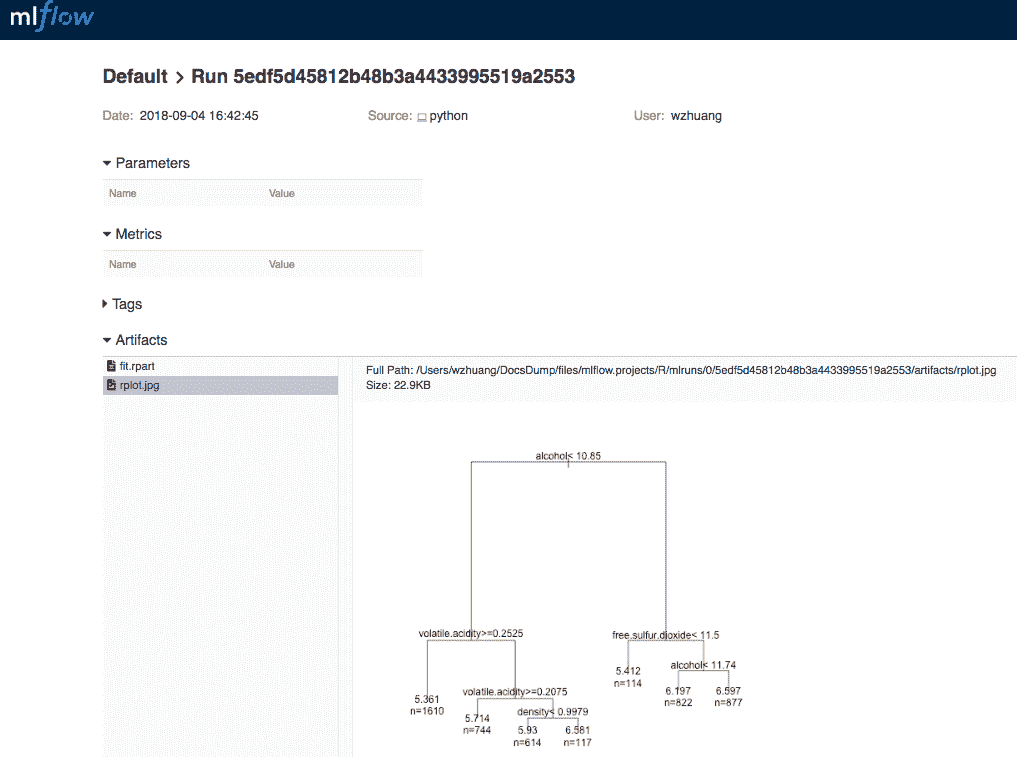 mlflow
Default > Run 5edf5d45812b48b3a4433995519a2553
Date: 2018-09-04 16:42:45 Source: python User: wzhuang
Parameters
Name Value
Metrics
Name Value
Tags
Artifacts
fit.rpart
rplot.jpg
Full Path: /Users/wzhuang/DocsDump/files/mlflow.projects/R/mlruns/0/5edf5d45812b48b3a4433995519a2553/artifacts/rplot.jpg
Size: 22.9KB
alcohol< 10.85
volatile.acidity>=0.2525 free.sulfur.dioxide< 11.5
alcohol< 11.74
5.412
n=114
volatile.acidity>=0.2075
6.197 6.597
n=822 n=877
5.361
n=1610
density< 0.9979
5.714
n=744
5.93 6.581
n=614 n=117